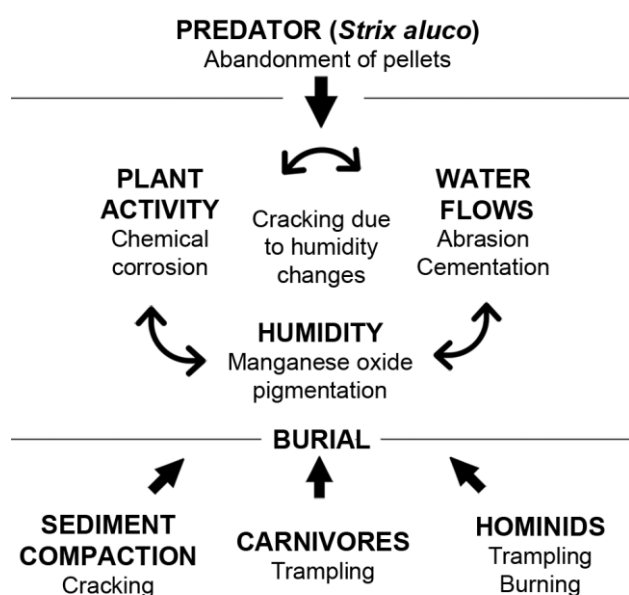 PREDATOR (Strix aluco)
Abandonment of pellets
PLANT
ACTIVITY
Chemical
corrosion
Cracking due
to humidity
changes
WATER
FLOWS
Abrasion
Cementation
HUMIDITY
Manganese oxide
pigmentation
BURIAL
SEDIMENT
COMPACTION
Cracking
CARNIVORES
Trampling
HOMINIDS
Trampling
Burning